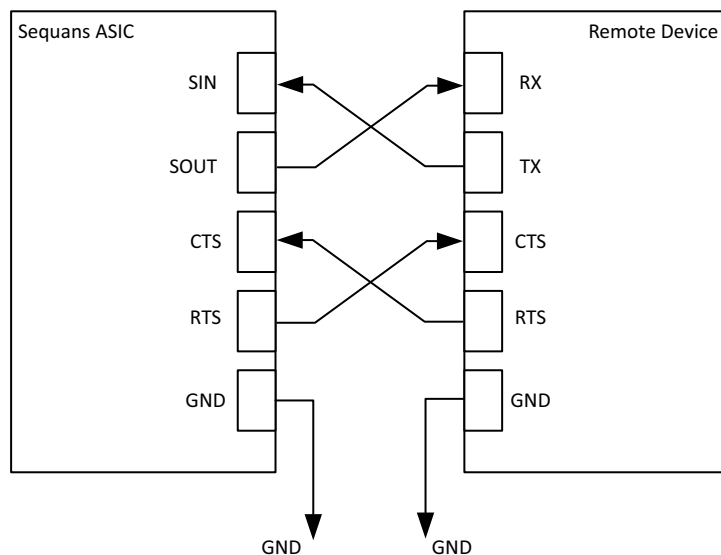 Sequans ASIC
Remote Device
SIN
RX
SOUT
TX
CTS
CTS
RTS
RTS
GND
GND
GND
GND